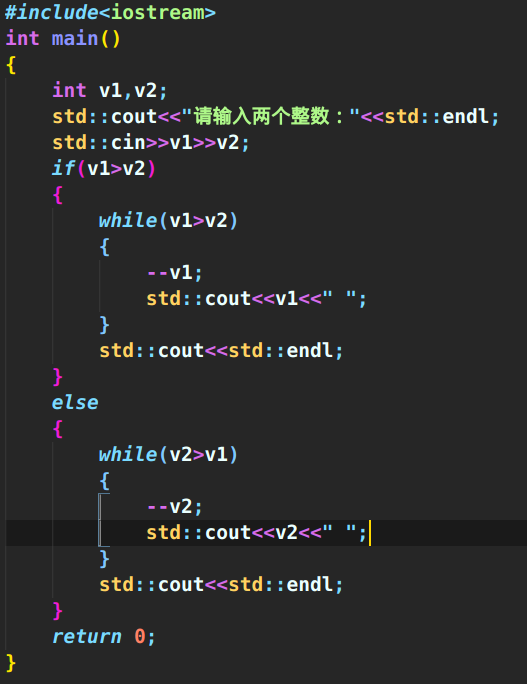 #include<iostream>
int main()
{
    int v1,v2;
    std::cout<<"请输入两个整数："<<std::endl;
    std::cin>>v1>>v2;
    if(v1>v2)
    {
        while(v1>v2)
        {
            --v1;
            std::cout<<v1<<" ";
        }
        std::cout<<std::endl;
    }
    else
    {
        while(v2>v1)
        {
            --v2;
            std::cout<<v2<<" ";
        }
        std::cout<<std::endl;
    }
    return 0;
}